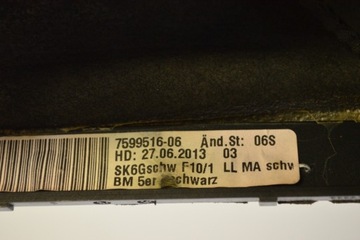 7599516-06 Änd.St: 06S
HD: 27.06.2013 03
SK6Gschw F10/1 LL MA schw
BM 5er schwarz